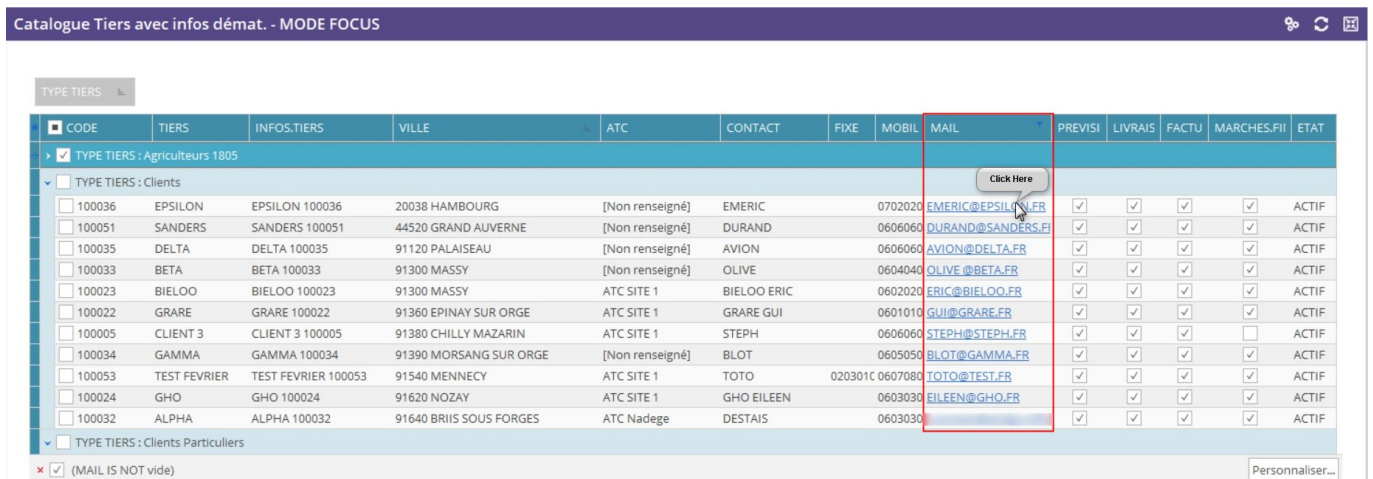 Catalogue Tiers avec infos démat. - MODE FOCUS
TYPE TIERS
CODE TIERS INFOS.TIERS VILLE ATC CONTACT FIXE MOBIL MAIL PREVISI LIVRAIS FACTU MARCHES.FII ETAT
TYPE TIERS : Agriculteurs 1805
TYPE TIERS : Clients
Click Here
100036 EPSILON EPSILON 100036 20038 HAMBOURG [Non renseigné] EMERIC 0702020 EMERIC@EPSILON.FR ACTIF
100051 SANDERS SANDERS 100051 44520 GRAND AUVERNE [Non renseigné] DURAND 0606060 DURAND@SANDERS.FI ACTIF
100035 DELTA DELTA 100035 91120 PALAISEAU [Non renseigné] AVION 0606060 AVION@DELTA.FR ACTIF
100033 BETA BETA 100033 91300 MASSY [Non renseigné] OLIVE 0604040 OLIVE @BETA.FR ACTIF
100023 BIELOO BIELOO 100023 91300 MASSY ATC SITE 1 BIELOO ERIC 0602020 ERIC@BIELOO.FR ACTIF
100022 GRARE GRARE 100022 91360 EPINAY SUR ORGE ATC SITE 1 GRARE GUI 0601010 GUI@GRARE.FR ACTIF
100005 CLIENT 3 CLIENT 3 100005 91380 CHILLY MAZARIN ATC SITE 1 STEPH 0606060 STEPH@STEPH.FR ACTIF
100034 GAMMA GAMMA 100034 91390 MORSANG SUR ORGE [Non renseigné] BLOT 0605050 BLOT@GAMMA.FR ACTIF
100053 TEST FEVRIER TEST FEVRIER 100053 91540 MENNECY ATC SITE 1 TOTO 020301C 0607080 TOTO@TEST.FR ACTIF
100024 GHO GHO 100024 91620 NOZAY ATC SITE 1 GHO EILEEN 0603030 EILEEN@GHO.FR ACTIF
100032 ALPHA ALPHA 100032 91640 BRIIS SOUS FORGES ATC Nadege DESTAIS 0603030 ACTIF
TYPE TIERS : Clients Particuliers
(MAIL IS NOT vide) Personnaliser...